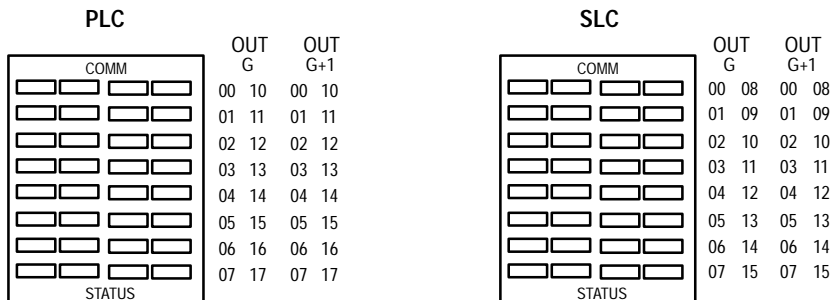 PLC
OUT OUT
G G+1
COMM
00 10 00 10
01 11 01 11
02 12 02 12
03 13 03 13
04 14 04 14
05 15 05 15
06 16 06 16
07 17 07 17
STATUS
SLC
OUT OUT
G G+1
COMM
00 08 00 08
01 09 01 09
02 10 02 10
03 11 03 11
04 12 04 12
05 13 05 13
06 14 06 14
07 15 07 15
STATUS